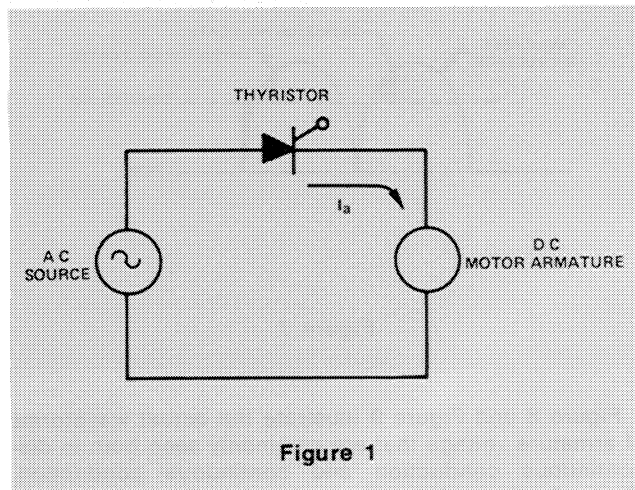 THYRISTOR
Ia
A C
SOURCE
D C
MOTOR ARMATURE
Figure 1